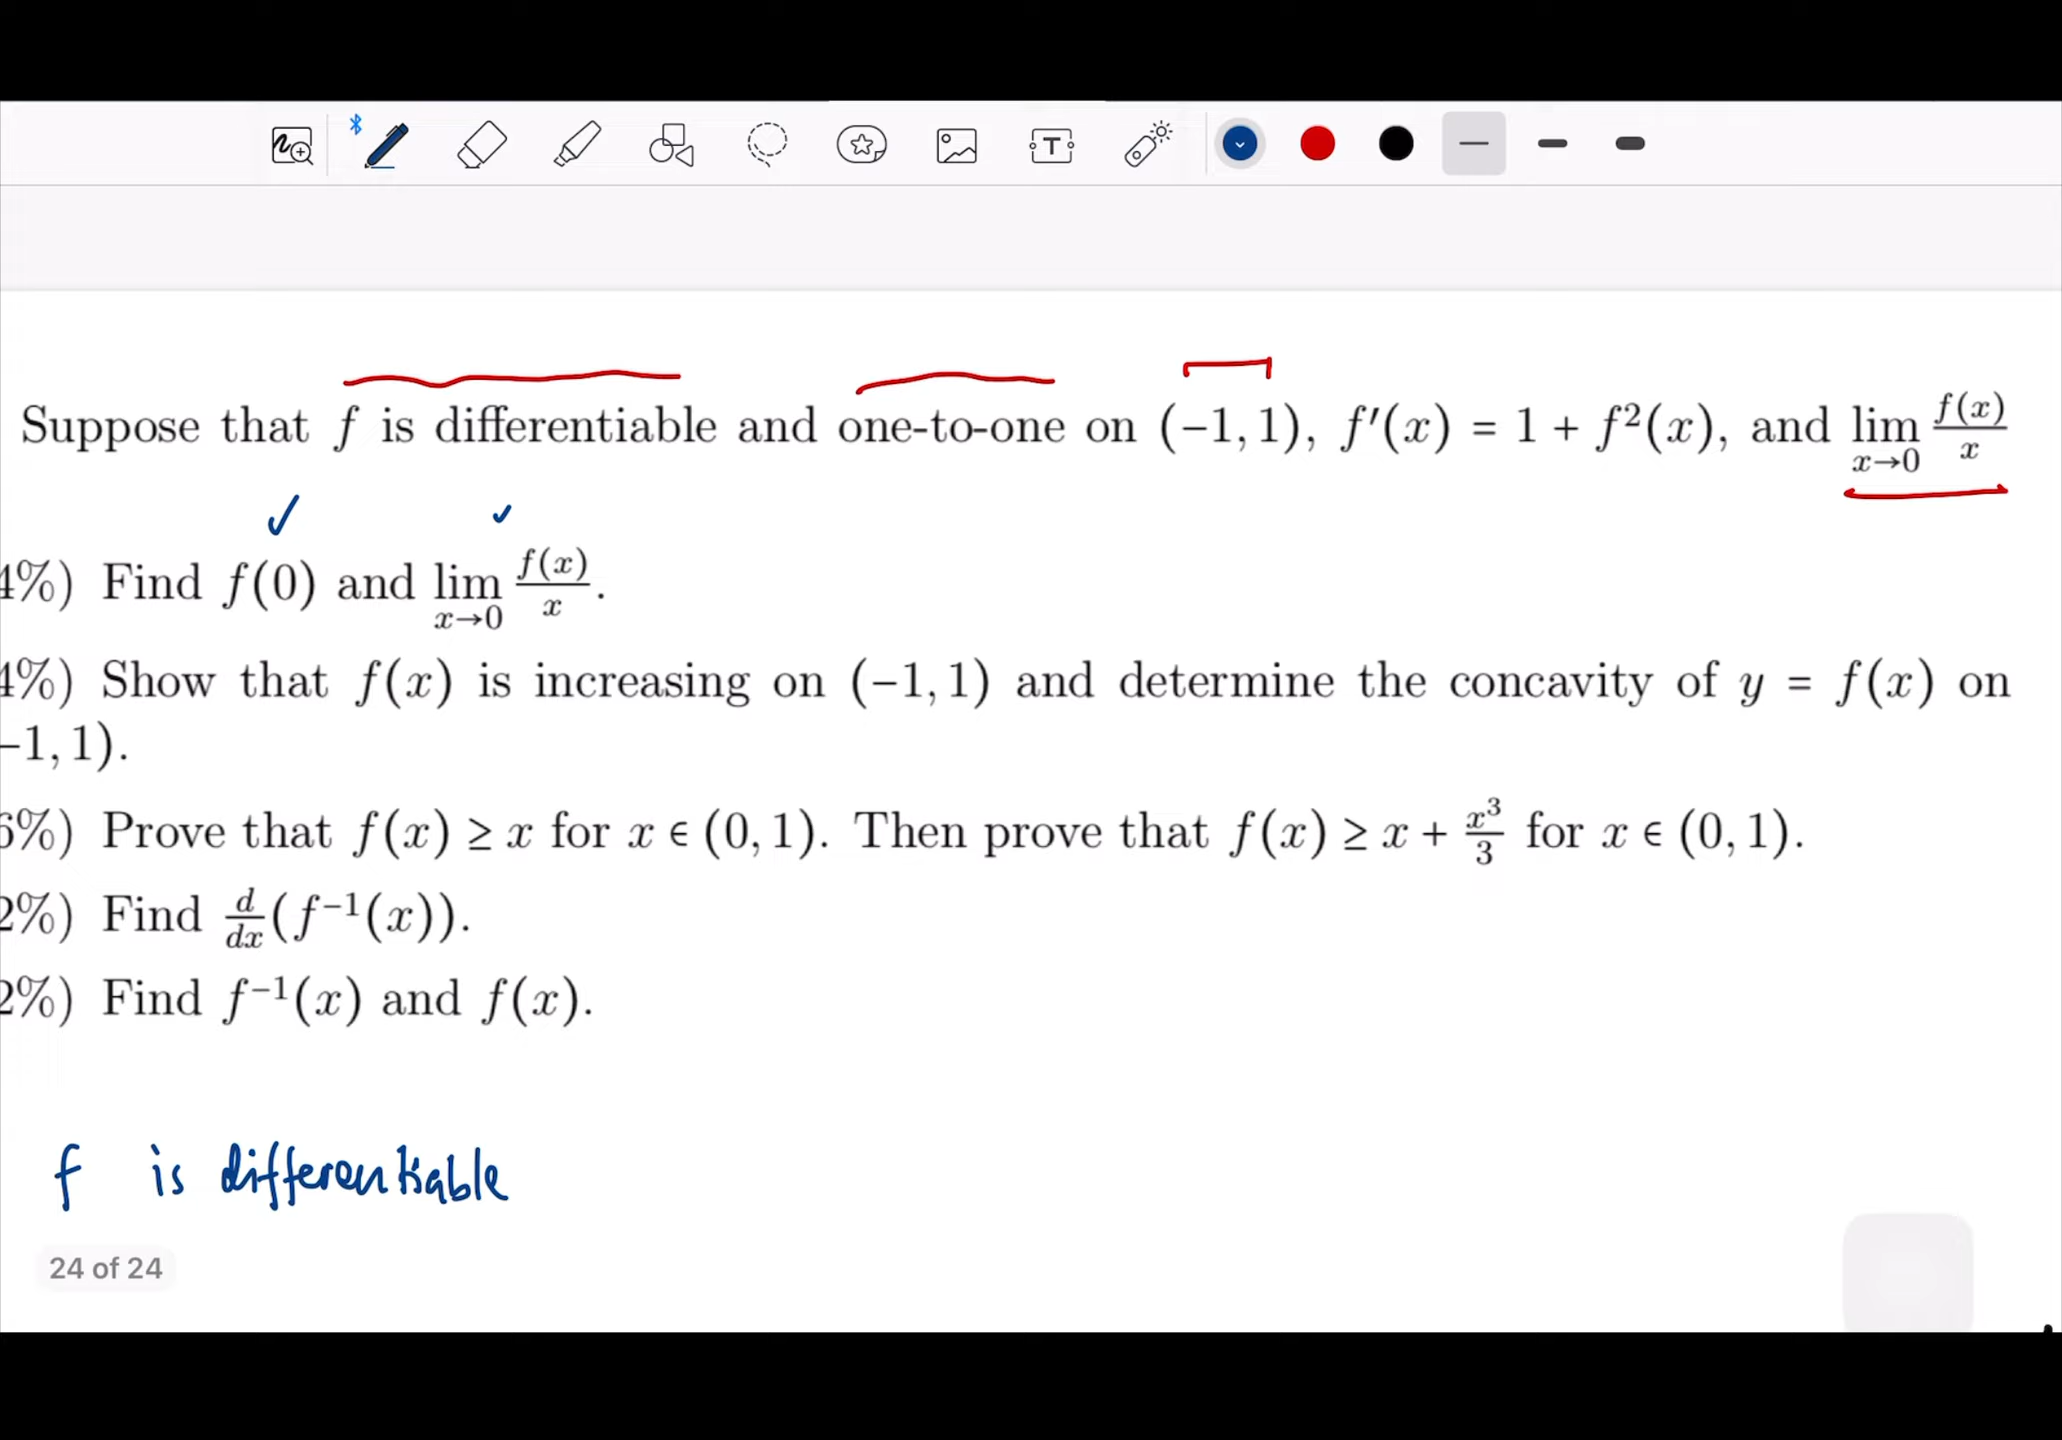 T
Suppose that f is differentiable and one-to-one on (−1, 1), f′(x) = 1 + f²(x), and lim x→0 f(x)/x
4%) Find f(0) and lim x→0 f(x)/x.
4%) Show that f(x) is increasing on (−1, 1) and determine the concavity of y = f(x) on
−1, 1).
6%) Prove that f(x) ≥ x for x ∈ (0, 1). Then prove that f(x) ≥ x + x³/3 for x ∈ (0, 1).
2%) Find d/dx (f⁻¹(x)).
2%) Find f⁻¹(x) and f(x).
f is differentiable
24 of 24